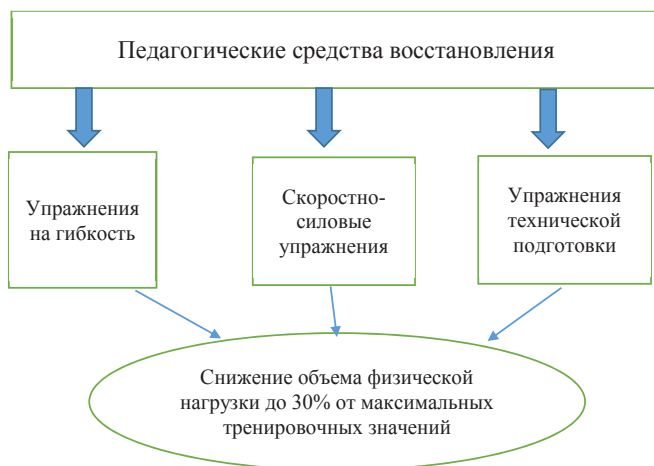 Педагогические средства восстановления
Упражнения
на гибкость
Скоростно-
силовые
упражнения
Упражнения
технической
подготовки
Снижение объема физической
нагрузки до 30% от максимальных
тренировочных значений